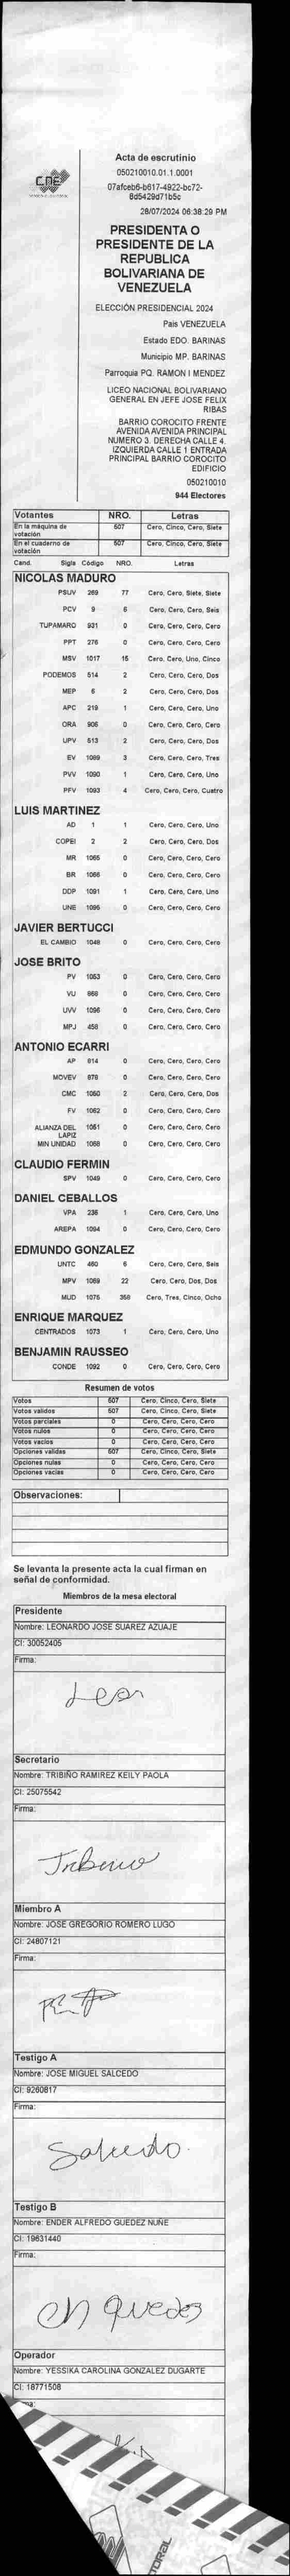 CNE
Acta de escrutinio
050210010.01.1.0001
07afceb6-b617-4922-bc72-
8d5429d71b5c
28/07/2024 06:38:29 PM
PRESIDENTA O
PRESIDENTE DE LA
REPUBLICA
BOLIVARIANA DE
VENEZUELA
ELECCIÓN PRESIDENCIAL 2024
Pais VENEZUELA
Estado EDO. BARINAS
Municipio MP. BARINAS
Parroquia PQ. RAMON I MENDEZ
LICEO NACIONAL BOLIVARIANO
GENERAL EN JEFE JOSE FELIX
RIBAS
BARRIO COROCITO FRENTE
AVENIDA AVENIDA PRINCIPAL
NUMERO 3. DERECHA CALLE 4.
IZQUIERDA CALLE 1 ENTRADA
PRINCIPAL BARRIO COROCITO
EDIFICIO
050210010
944 Electores
Votantes NRO. Letras
En la máquina de votación 507 Cero, Cinco, Cero, Siete
En el cuaderno de votación 507 Cero, Cinco, Cero, Siete
Cand. Sigla Código NRO. Letras
NICOLAS MADURO
PSUV 269 77 Cero, Cero, Siete, Siete
PCV 9 6 Cero, Cero, Cero, Seis
TUPAMARO 931 0 Cero, Cero, Cero, Cero
PPT 276 0 Cero, Cero, Cero, Cero
MSV 1017 15 Cero, Cero, Uno, Cinco
PODEMOS 514 2 Cero, Cero, Cero, Dos
MEP 6 2 Cero, Cero, Cero, Dos
APC 219 1 Cero, Cero, Cero, Uno
ORA 906 0 Cero, Cero, Cero, Cero
UPV 513 2 Cero, Cero, Cero, Dos
EV 1089 3 Cero, Cero, Cero, Tres
PVV 1090 1 Cero, Cero, Cero, Uno
PFV 1093 4 Cero, Cero, Cero, Cuatro
LUIS MARTINEZ
AD 1 1 Cero, Cero, Cero, Uno
COPEI 2 2 Cero, Cero, Cero, Dos
MR 1065 0 Cero, Cero, Cero, Cero
BR 1066 0 Cero, Cero, Cero, Cero
DDP 1091 1 Cero, Cero, Cero, Uno
UNE 1095 0 Cero, Cero, Cero, Cero
JAVIER BERTUCCI
EL CAMBIO 1048 0 Cero, Cero, Cero, Cero
JOSE BRITO
PV 1053 0 Cero, Cero, Cero, Cero
VU 868 0 Cero, Cero, Cero, Cero
UVV 1096 0 Cero, Cero, Cero, Cero
MPJ 458 0 Cero, Cero, Cero, Cero
ANTONIO ECARRI
AP 814 0 Cero, Cero, Cero, Cero
MOVEV 878 0 Cero, Cero, Cero, Cero
CMC 1050 2 Cero, Cero, Cero, Dos
FV 1062 0 Cero, Cero, Cero, Cero
ALIANZA DEL LAPIZ 1051 0 Cero, Cero, Cero, Cero
MIN UNIDAD 1068 0 Cero, Cero, Cero, Cero
CLAUDIO FERMIN
SPV 1049 0 Cero, Cero, Cero, Cero
DANIEL CEBALLOS
VPA 236 1 Cero, Cero, Cero, Uno
AREPA 1094 0 Cero, Cero, Cero, Cero
EDMUNDO GONZALEZ
UNTC 460 6 Cero, Cero, Cero, Seis
MPV 1069 22 Cero, Cero, Dos, Dos
MUD 1075 358 Cero, Tres, Cinco, Ocho
ENRIQUE MARQUEZ
CENTRADOS 1073 1 Cero, Cero, Cero, Uno
BENJAMIN RAUSSEO
CONDE 1092 0 Cero, Cero, Cero, Cero
Resumen de votos
Votos 507 Cero, Cinco, Cero, Siete
Votos validos 507 Cero, Cinco, Cero, Siete
Votos parciales 0 Cero, Cero, Cero, Cero
Votos nulos 0 Cero, Cero, Cero, Cero
Votos vacios 0 Cero, Cero, Cero, Cero
Opciones validas 507 Cero, Cinco, Cero, Siete
Opciones nulas 0 Cero, Cero, Cero, Cero
Opciones vacias 0 Cero, Cero, Cero, Cero
Observaciones:
Se levanta la presente acta la cual firman en
señal de conformidad.
Miembros de la mesa electoral
Presidente
Nombre: LEONARDO JOSE SUAREZ AZUAJE
CI: 30052405
Firma:
Leon
Secretario
Nombre: TRIBIÑO RAMIREZ KEILY PAOLA
CI: 25075542
Firma:
Miembro A
Nombre: JOSE GREGORIO ROMERO LUGO
CI: 24807121
Firma:
Testigo A
Nombre: JOSE MIGUEL SALCEDO
CI: 9260817
Firma:
Salcedo
Testigo B
Nombre: ENDER ALFREDO GUEDEZ NUÑE
CI: 19631440
Firma:
Operador
Nombre: YESSIKA CAROLINA GONZALEZ DUGARTE
CI: 18771508